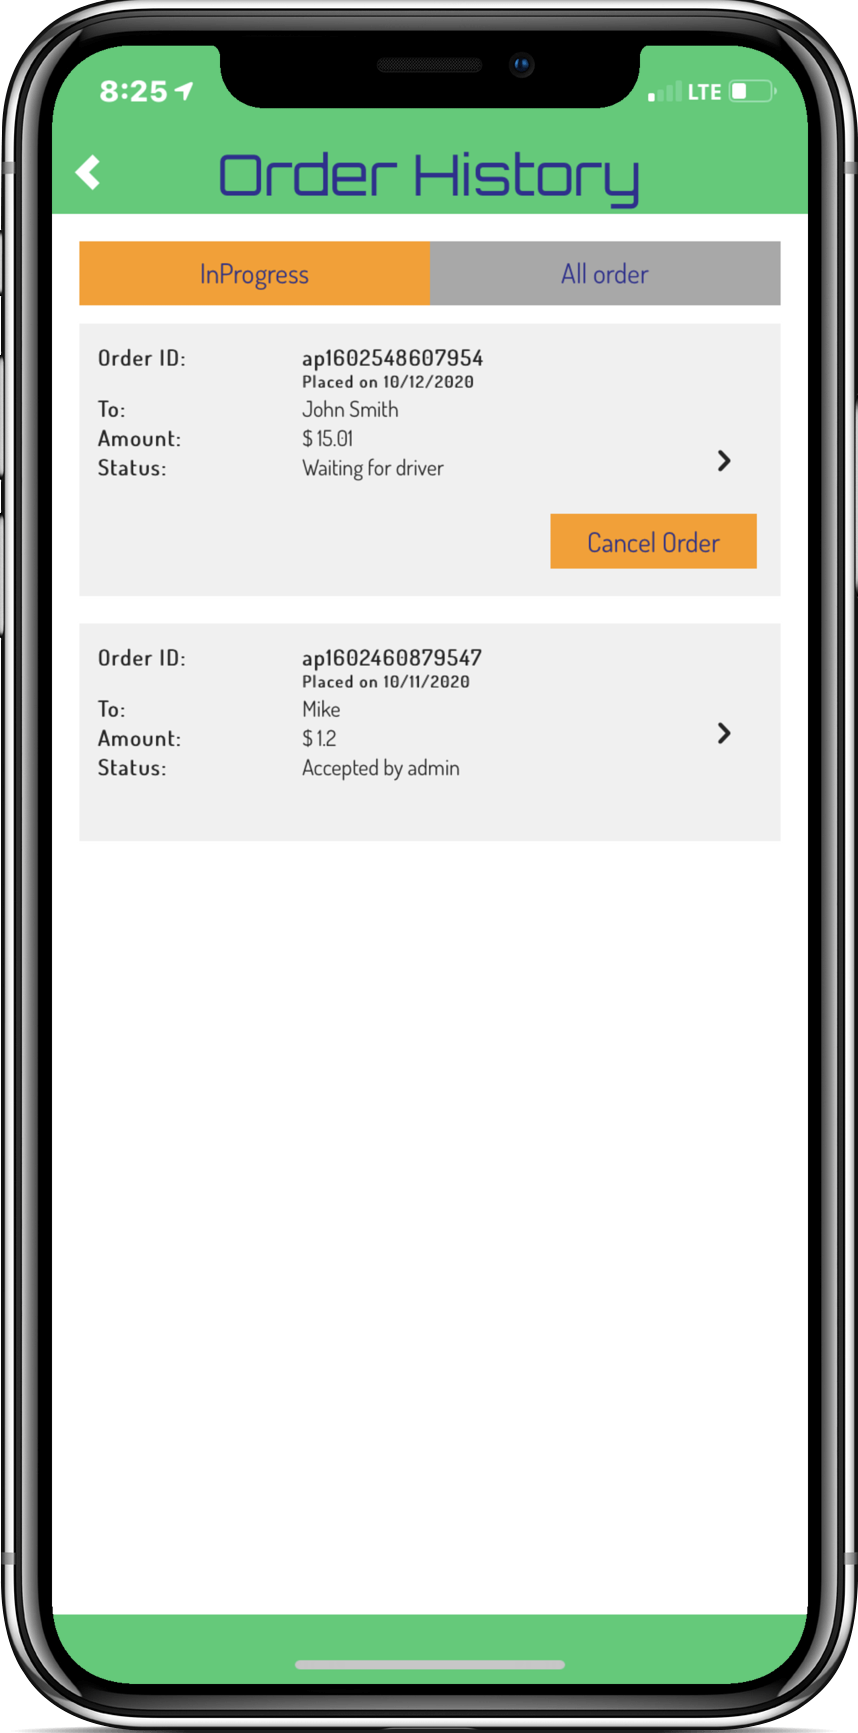 8:25 LTE
Order History
InProgress All order
Order ID: ap1602548607954
Placed on 10/12/2020
To: John Smith
Amount: $ 15.01
Status: Waiting for driver
Cancel Order
Order ID: ap1602460879547
Placed on 10/11/2020
To: Mike
Amount: $ 1.2
Status: Accepted by admin